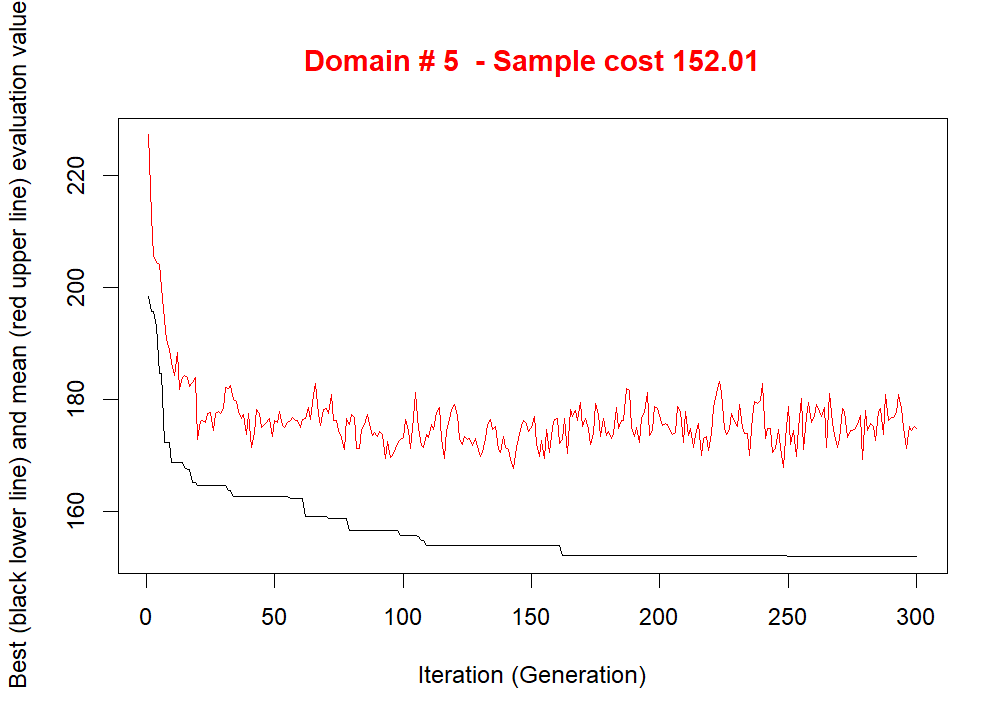 Domain # 5  - Sample cost 152.01
Best (black lower line) and mean (red upper line) evaluation value
220
200
180
160
0 50 100 150 200 250 300
Iteration (Generation)